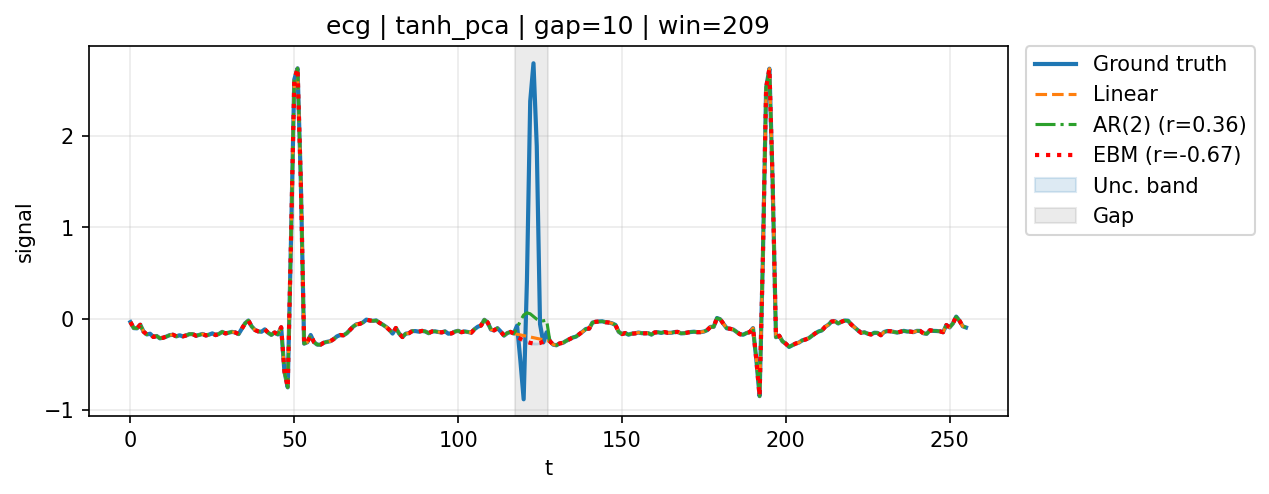 ecg | tanh_pca | gap=10 | win=209
Ground truth
Linear
AR(2) (r=0.36)
EBM (r=-0.67)
Unc. band
Gap
signal
2
1
0
−1
0
50
100
150
200
250
t